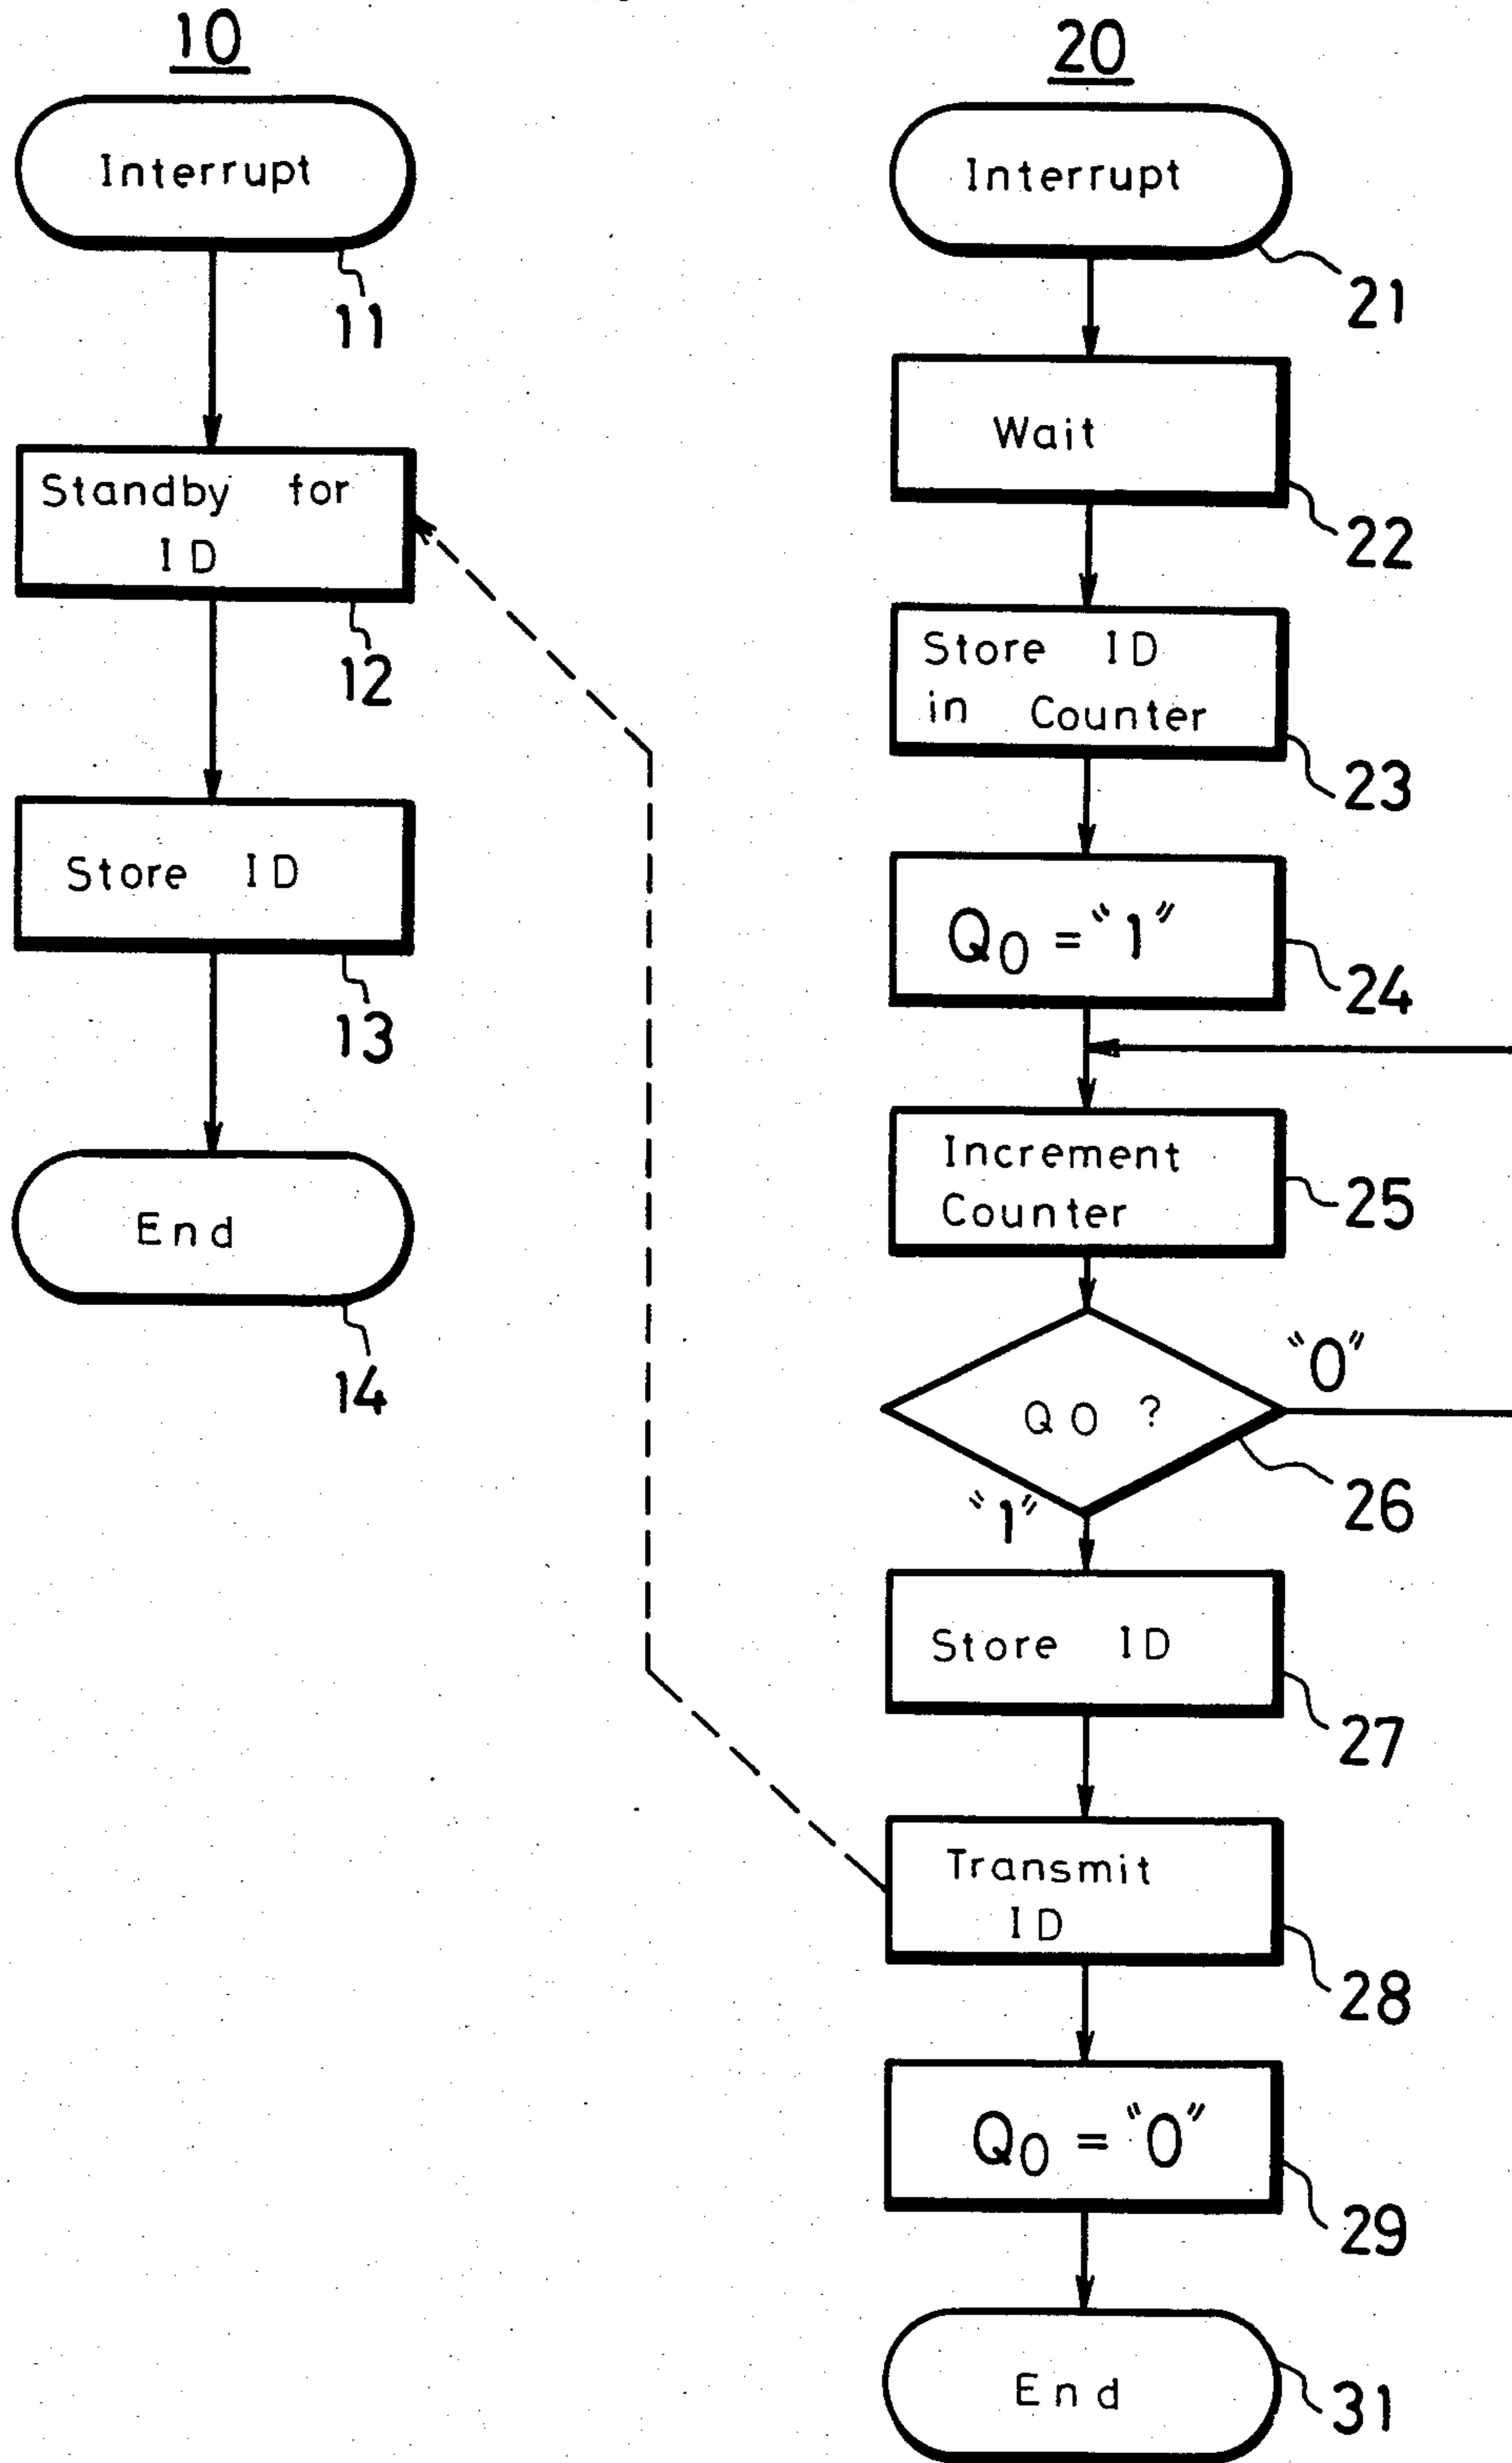 10
Interrupt
11
Standby for
ID
12
Store ID
13
End
14
20
Interrupt
21
Wait
22
Store ID
in Counter
23
Q0 = "1"
24
Increment
Counter
25
Q0 ?
"0"
"1"
26
Store ID
27
Transmit
ID
28
Q0 = "0"
29
End
31